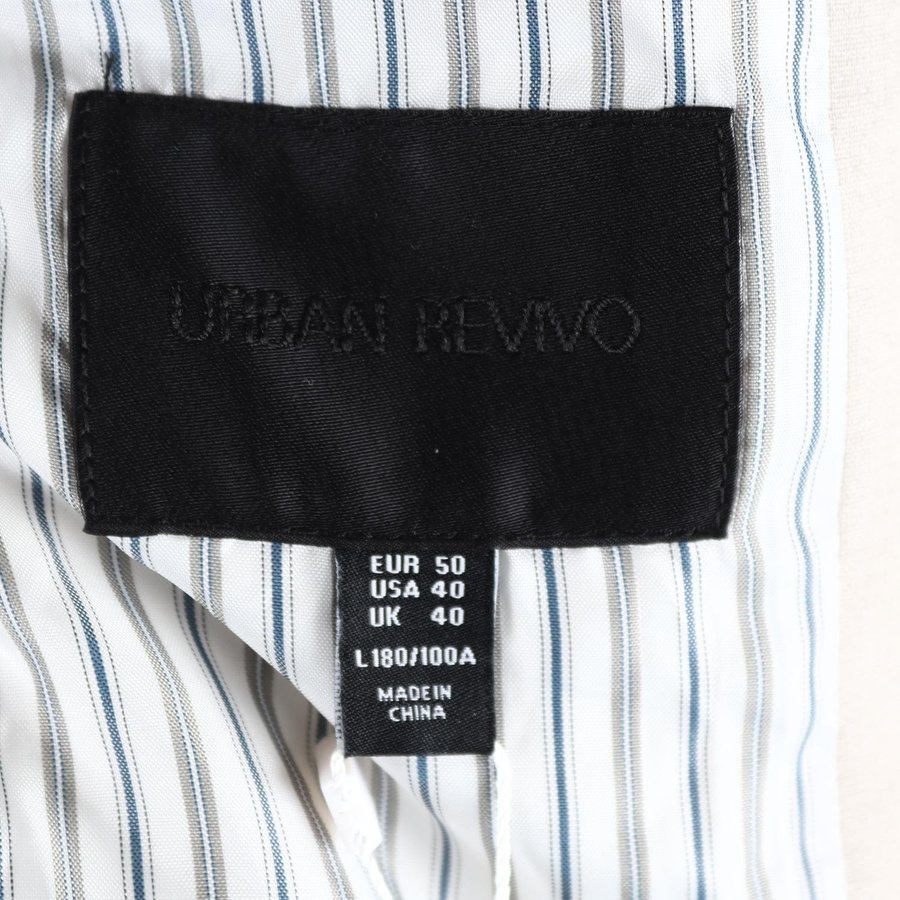 URBAN REVIVO
EUR 50
USA 40
UK 40
L180/100A
MADE IN
CHINA